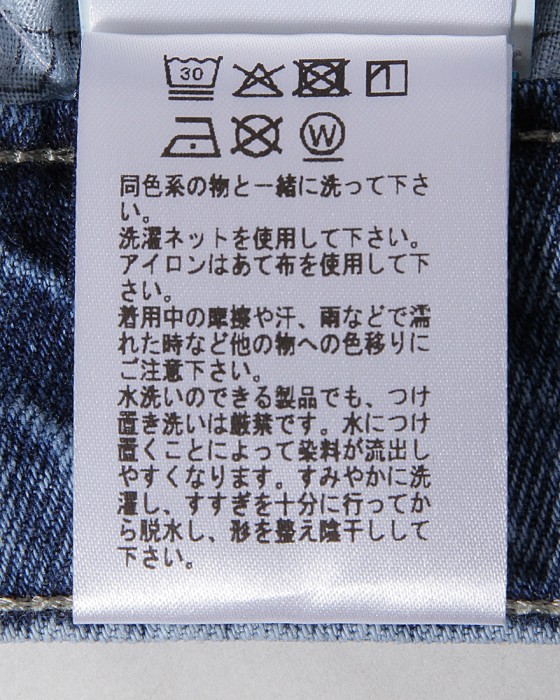 30
W
同色系の物と一緒に洗って下さ
い。
洗濯ネットを使用して下さい。
アイロンはあて布を使用して下
さい。
着用中の摩擦や汗、雨などで濡
れた時など他の物への色移りに
ご注意下さい。
水洗いのできる製品でも、つけ
置き洗いは厳禁です。水につけ
置くことによって染料が流出し
やすくなります。すみやかに洗
濯し、すすぎを十分に行ってか
ら脱水し、形を整え陰干しして
下さい。